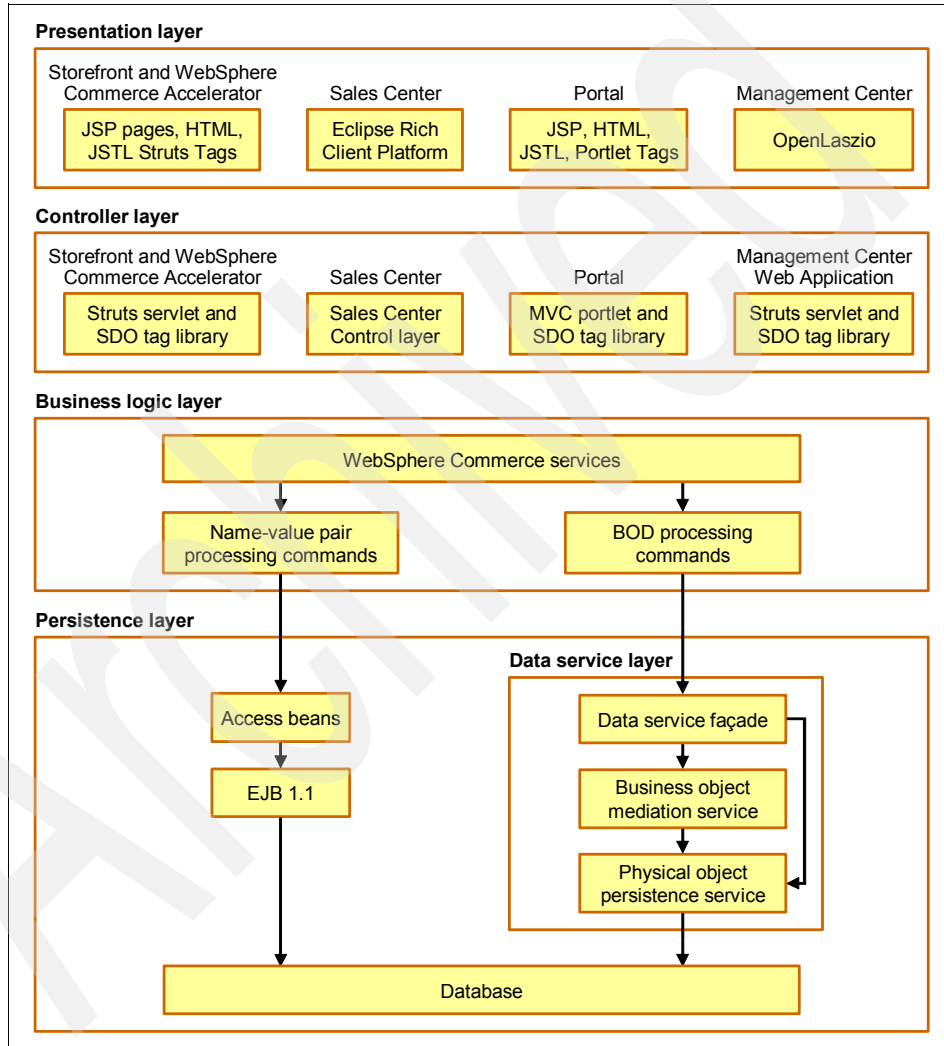 Presentation layer
Storefront and WebSphere
Commerce Accelerator
Sales Center
Portal
Management Center
JSP pages, HTML,
JSTL Struts Tags
Eclipse Rich
Client Platform
JSP, HTML,
JSTL, Portlet Tags
OpenLaszio
Controller layer
Storefront and WebSphere
Commerce Accelerator
Sales Center
Portal
Management Center
Web Application
Struts servlet and
SDO tag library
Sales Center
Control layer
MVC portlet and
SDO tag library
Struts servlet and
SDO tag library
Business logic layer
WebSphere Commerce services
Name-value pair
processing commands
BOD processing
commands
Persistence layer
Data service layer
Access beans
Data service façade
EJB 1.1
Business object
mediation service
Physical object
persistence service
Database
Archived